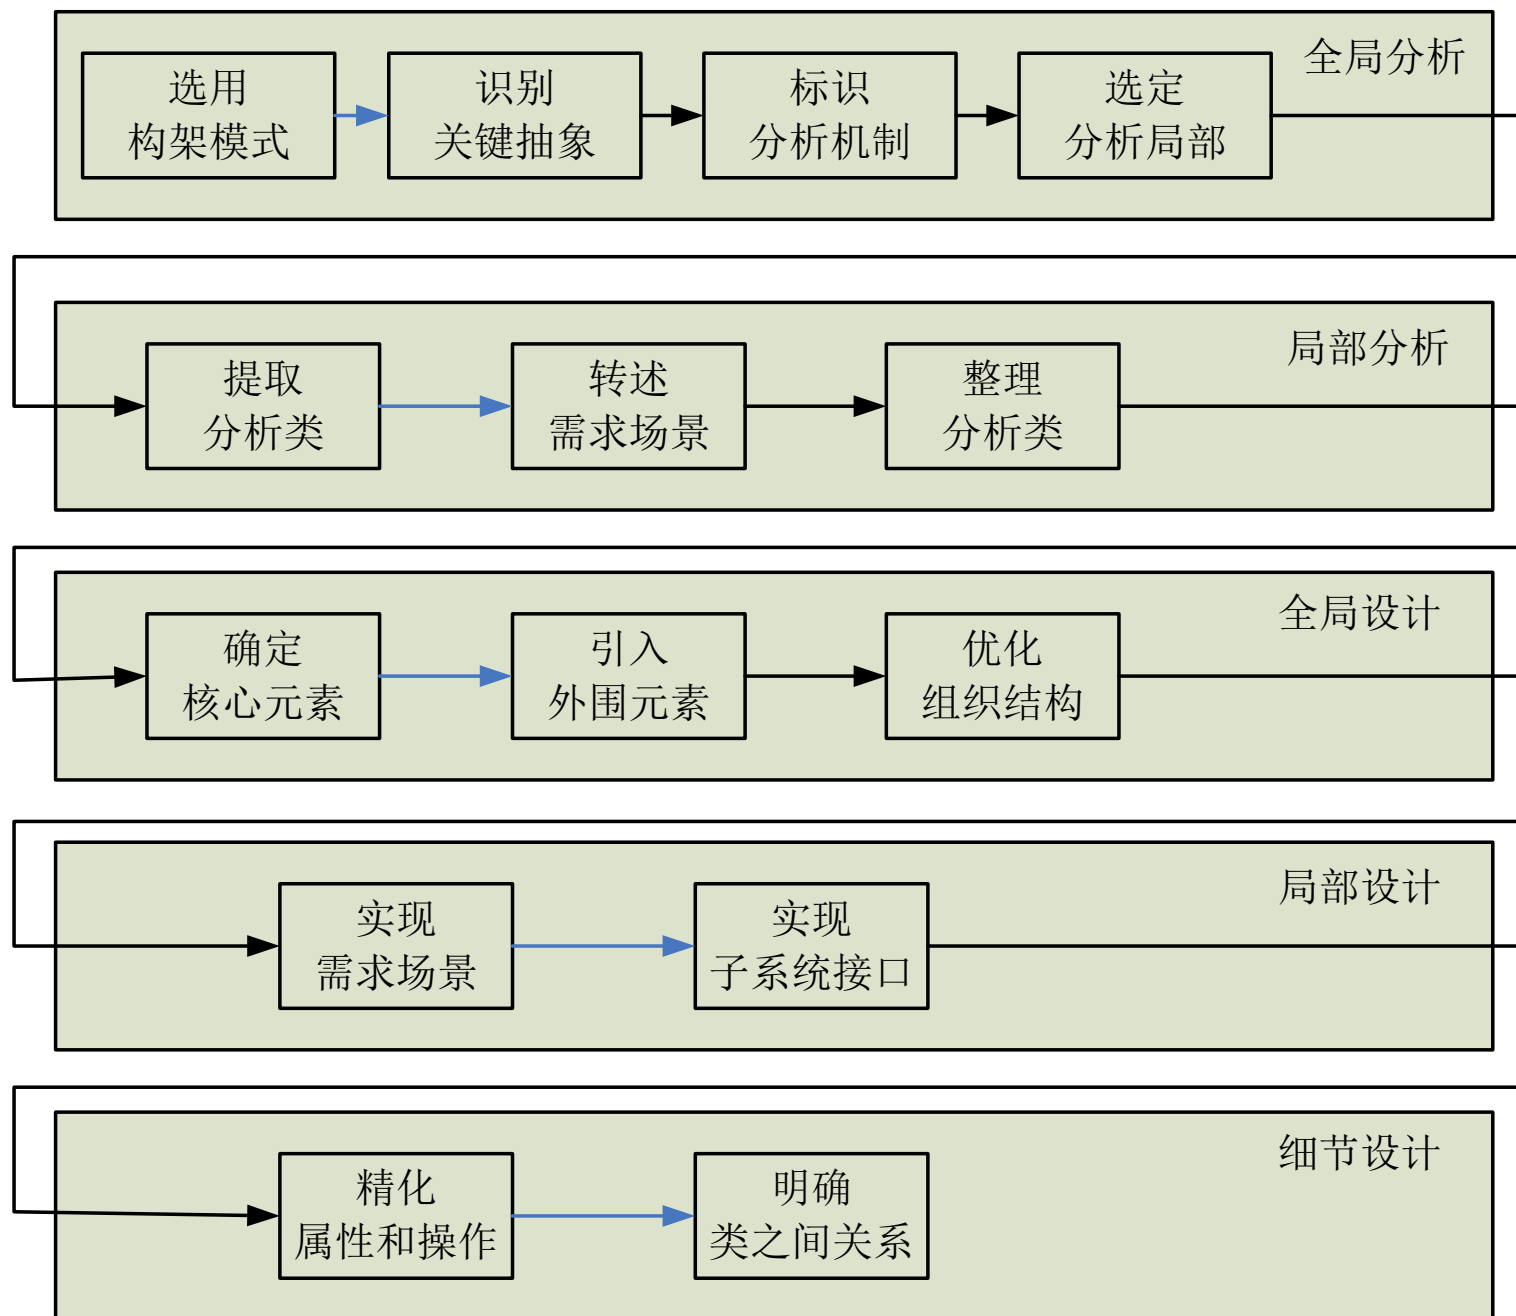 全局分析
选用
构架模式
识别
关键抽象
标识
分析机制
选定
分析局部
局部分析
提取
分析类
转述
需求场景
整理
分析类
全局设计
确定
核心元素
引入
外围元素
优化
组织结构
局部设计
实现
需求场景
实现
子系统接口
细节设计
精化
属性和操作
明确
类之间关系